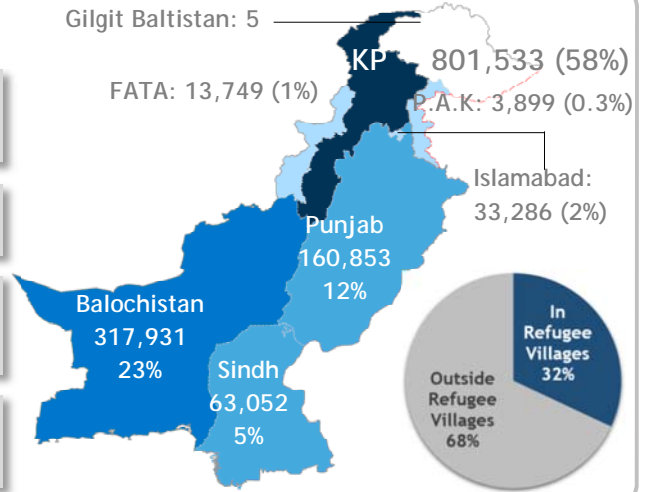 Gilgit Baltistan: 5
KP 801,533 (58%)
FATA: 13,749 (1%)
P.A.K: 3,899 (0.3%)
Islamabad:
33,286 (2%)
Punjab
160,853
12%
Balochistan
317,931
23%
Sindh
63,052
5%
In
Refugee
Villages
32%
Outside
Refugee
Villages
68%